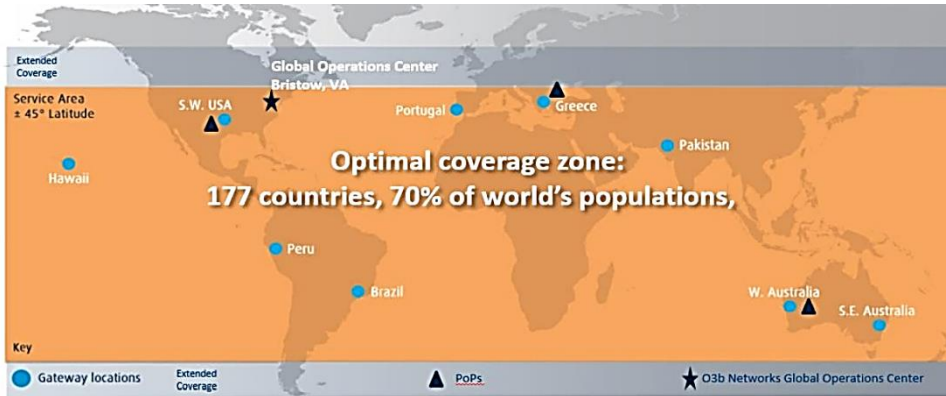 Extended
Coverage
Global Operations Center
Bristow, VA
Service Area
± 45° Latitude
S.W. USA
Portugal
Greece
Pakistan
Hawaii
Optimal coverage zone:
177 countries, 70% of world's populations,
Peru
Brazil
W. Australia
S.E. Australia
Key
Gateway locations
Extended
Coverage
PoPs
O3b Networks Global Operations Center